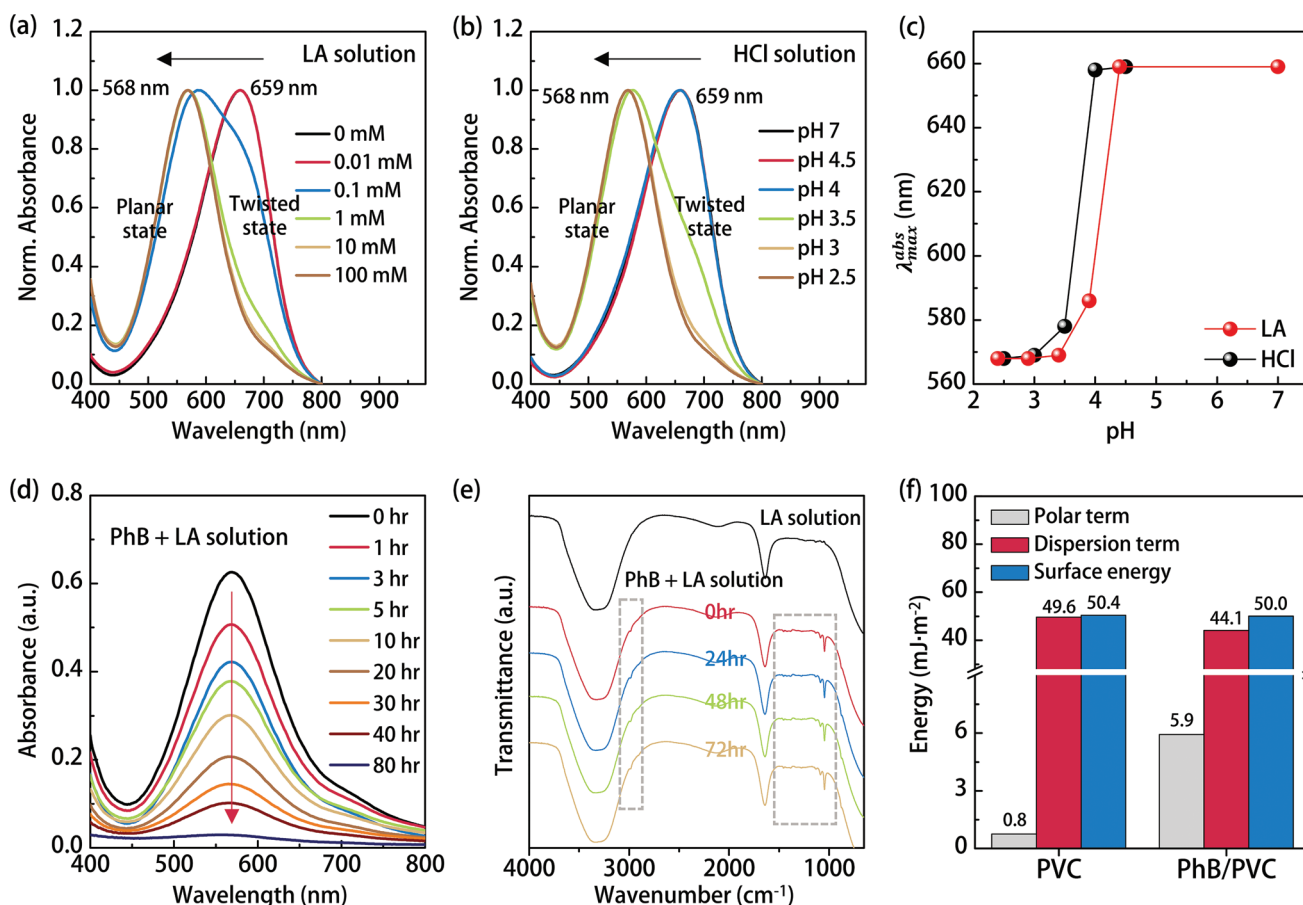 (a)
LA solution
568 nm
659 nm
0 mM
0.01 mM
0.1 mM
1 mM
10 mM
100 mM
Planar
state
Twisted
state
Norm. Absorbance
1.2
1.0
0.8
0.6
0.4
0.2
0.0
400 500 600 700 800 900
Wavelength (nm)
(b)
HCl solution
568 nm
659 nm
pH 7
pH 4.5
pH 4
pH 3.5
pH 3
pH 2.5
Planar
state
Twisted
state
Norm. Absorbance
1.2
1.0
0.8
0.6
0.4
0.2
0.0
400 500 600 700 800 900
Wavelength (nm)
(c)
λ abs max (nm)
660
640
620
600
580
560
LA
HCl
2 3 4 5 6 7
pH
(d)
PhB + LA solution
0 hr
1 hr
3 hr
5 hr
10 hr
20 hr
30 hr
40 hr
80 hr
Absorbance (a.u.)
0.8
0.6
0.4
0.2
0.0
400 500 600 700 800
Wavelength (nm)
(e)
LA solution
PhB + LA solution
0hr
24hr
48hr
72hr
Transmittance (a.u.)
4000 3000 2000 1000
Wavenumber (cm-1)
(f)
Polar term
Dispersion term
Surface energy
Energy (mJ·m-2)
100
80
60
40
6
3
0
0.8
49.6
50.4
5.9
44.1
50.0
PVC
PhB/PVC